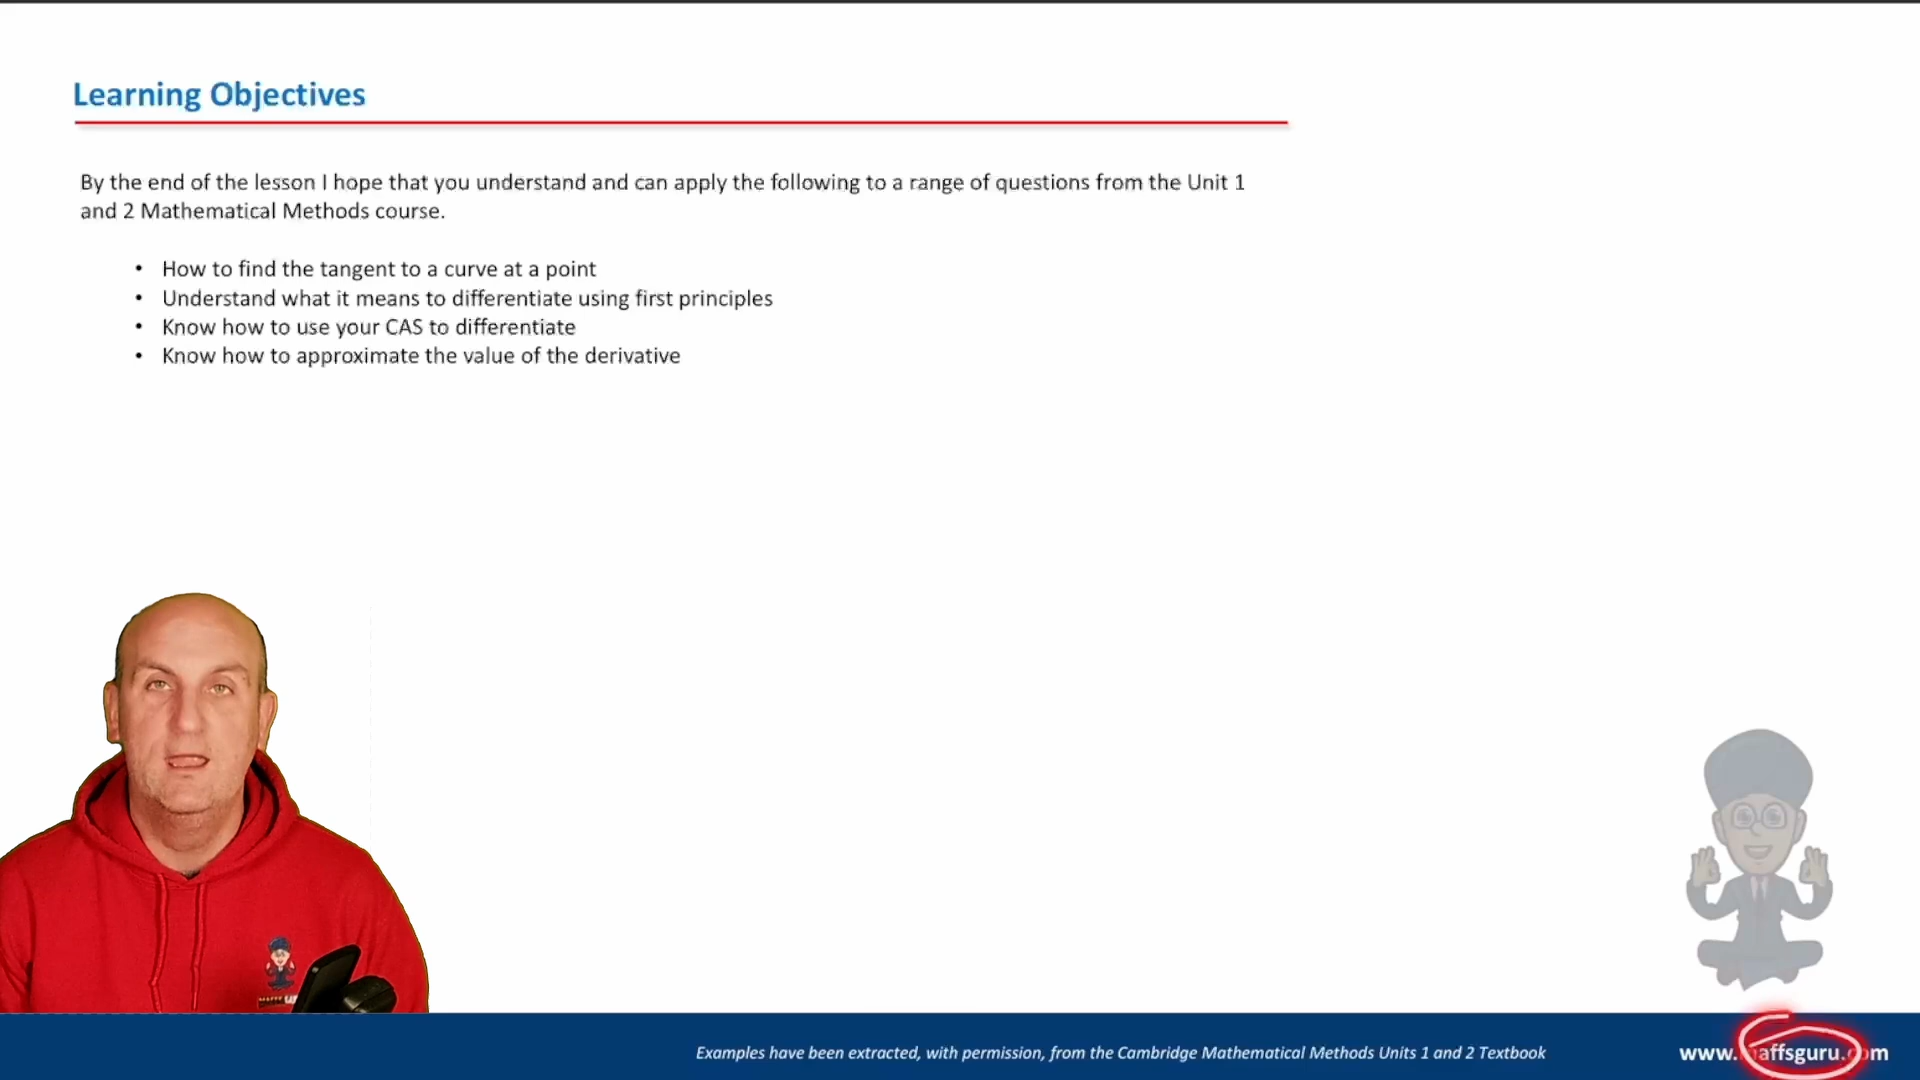 Learning Objectives
By the end of the lesson I hope that you understand and can apply the following to a range of questions from the Unit 1
and 2 Mathematical Methods course.
• How to find the tangent to a curve at a point
• Understand what it means to differentiate using first principles
• Know how to use your CAS to differentiate
• Know how to approximate the value of the derivative
Examples have been extracted, with permission, from the Cambridge Mathematical Methods Units 1 and 2 Textbook
www.maffsguru.com